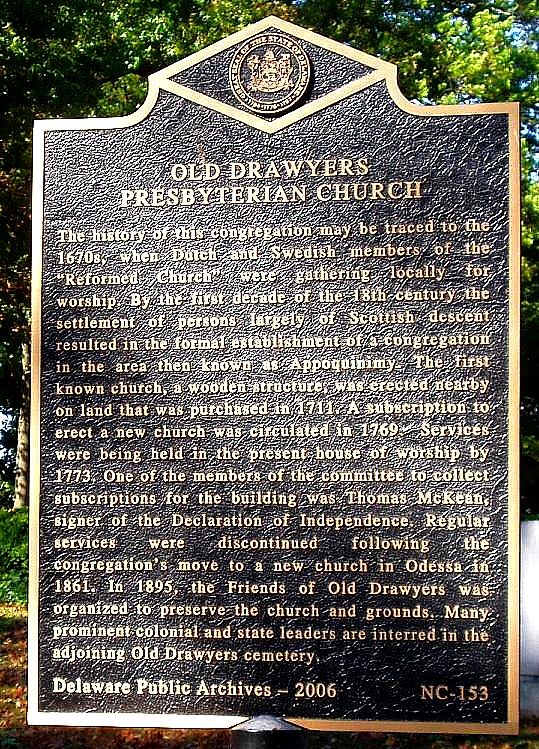 OLD DRAWYERS
PRESBYTERIAN CHURCH
The history of this congregation may be traced to the
1670s, when Dutch and Swedish members of the
"Reformed Church" were gathering locally for
worship. By the first decade of the 18th century the
settlement of persons largely of Scottish descent
resulted in the formal establishment of a congregation
in the area then known as Appoquinimy. The first
known church, a wooden structure, was erected nearby
on land that was purchased in 1711. A subscription to
erect a new church was circulated in 1769. Services
were being held in the present house of worship by
1773. One of the members of the committee to collect
subscriptions for the building was Thomas McKean,
signer of the Declaration of Independence. Regular
services were discontinued following the
congregation's move to a new church in Odessa in
1861. In 1895, the Friends of Old Drawyers was
organized to preserve the church and grounds. Many
prominent colonial and state leaders are interred in the
adjoining Old Drawyers cemetery.
Delaware Public Archives – 2006 NC-153